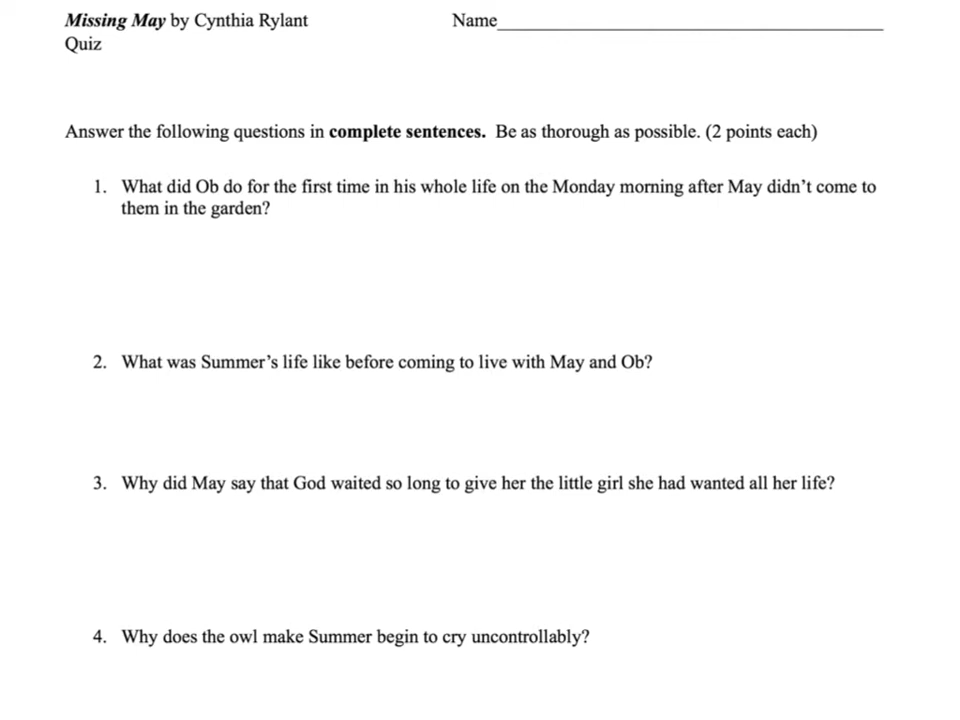 Missing May by Cynthia Rylant Name
Quiz
Answer the following questions in complete sentences. Be as thorough as possible. (2 points each)
1. What did Ob do for the first time in his whole life on the Monday morning after May didn’t come to
them in the garden?
2. What was Summer’s life like before coming to live with May and Ob?
3. Why did May say that God waited so long to give her the little girl she had wanted all her life?
4. Why does the owl make Summer begin to cry uncontrollably?